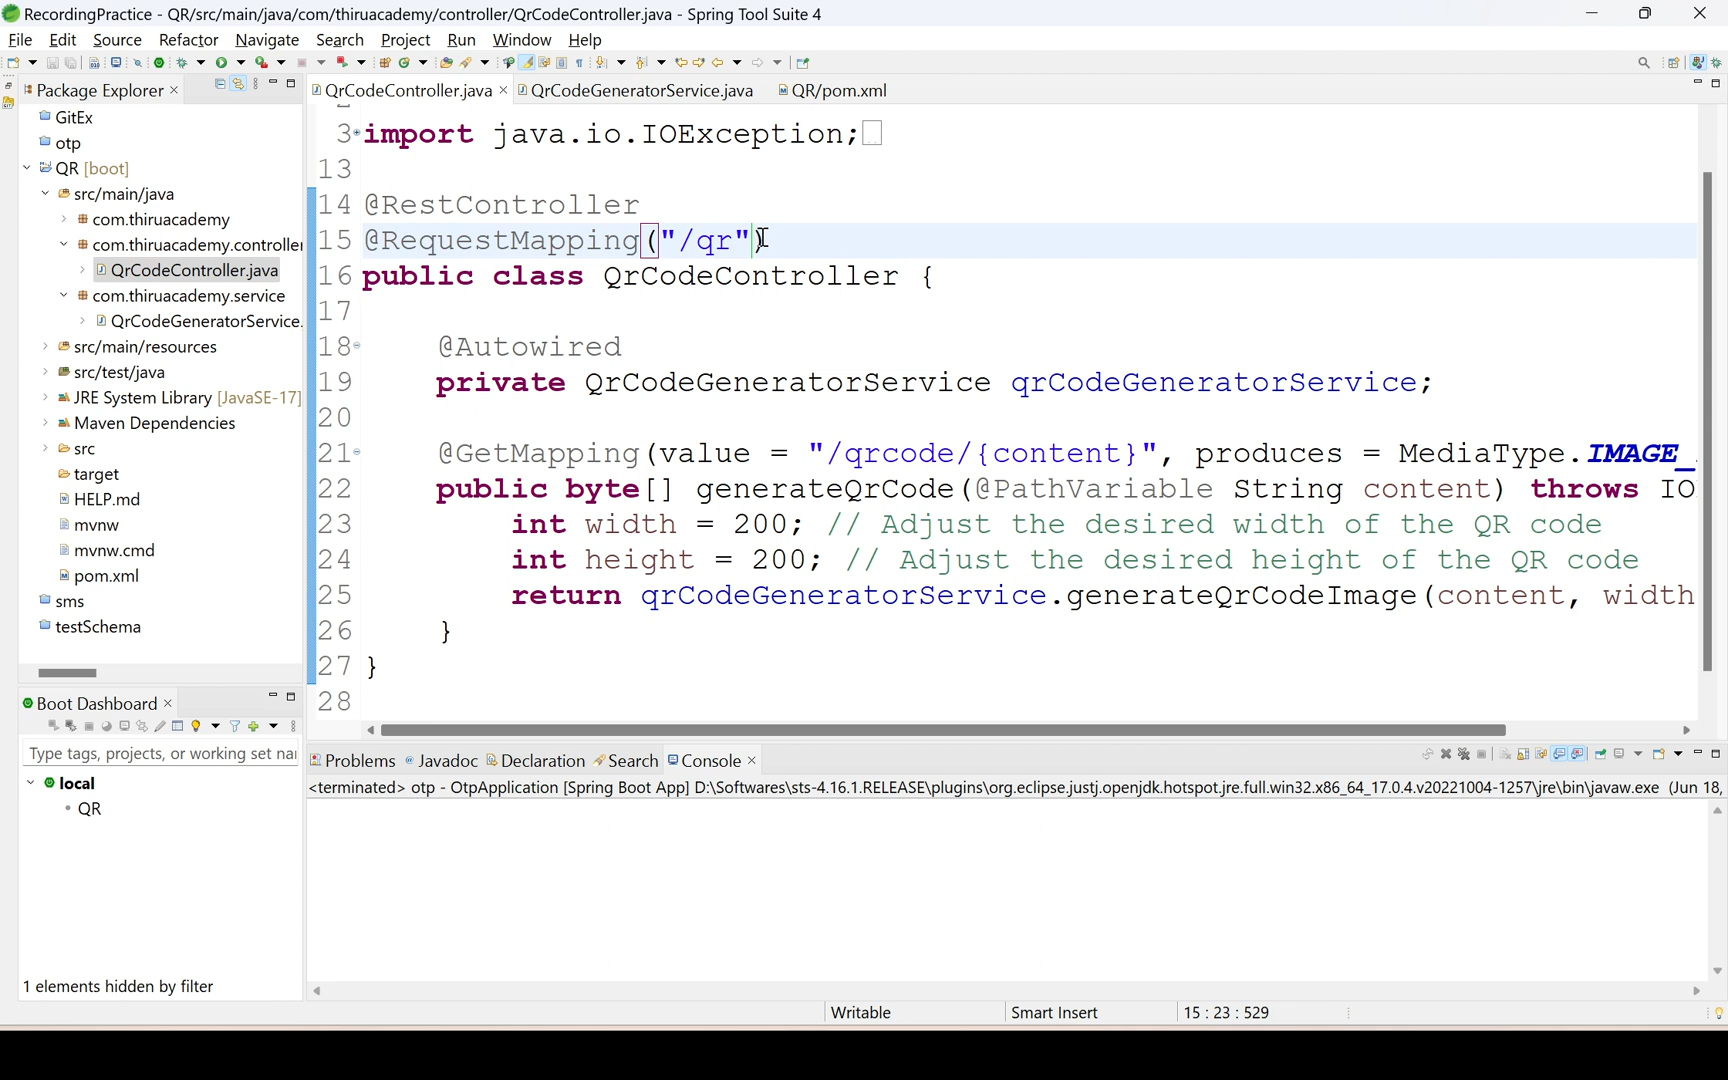 RecordingPractice - QR/src/main/java/com/thiruacademy/controller/QrCodeController.java - Spring Tool Suite 4
File Edit Source Refactor Navigate Search Project Run Window Help
Package Explorer
GitEx
otp
QR [boot]
src/main/java
com.thiruacademy
com.thiruacademy.controller
QrCodeController.java
com.thiruacademy.service
QrCodeGeneratorService.
src/main/resources
src/test/java
JRE System Library [JavaSE-17]
Maven Dependencies
src
target
HELP.md
mvnw
mvnw.cmd
pom.xml
sms
testSchema
Boot Dashboard
Type tags, projects, or working set nar
local
QR
1 elements hidden by filter
QrCodeController.java QrCodeGeneratorService.java QR/pom.xml
3 import java.io.IOException;
13
14 @RestController
15 @RequestMapping("/qr")
16 public class QrCodeController {
17
18 @Autowired
19 private QrCodeGeneratorService qrCodeGeneratorService;
20
21 @GetMapping(value = "/qrcode/{content}", produces = MediaType.IMAGE_
22 public byte[] generateQrCode(@PathVariable String content) throws IO
23 int width = 200; // Adjust the desired width of the QR code
24 int height = 200; // Adjust the desired height of the QR code
25 return qrCodeGeneratorService.generateQrCodeImage(content, width
26 }
27 }
28
Problems Javadoc Declaration Search Console
<terminated> otp - OtpApplication [Spring Boot App] D:\Softwares\sts-4.16.1.RELEASE\plugins\org.eclipse.justj.openjdk.hotspot.jre.full.win32.x86_64_17.0.4.v20221004-1257\jre\bin\javaw.exe (Jun 18,
Writable Smart Insert 15 : 23 : 529